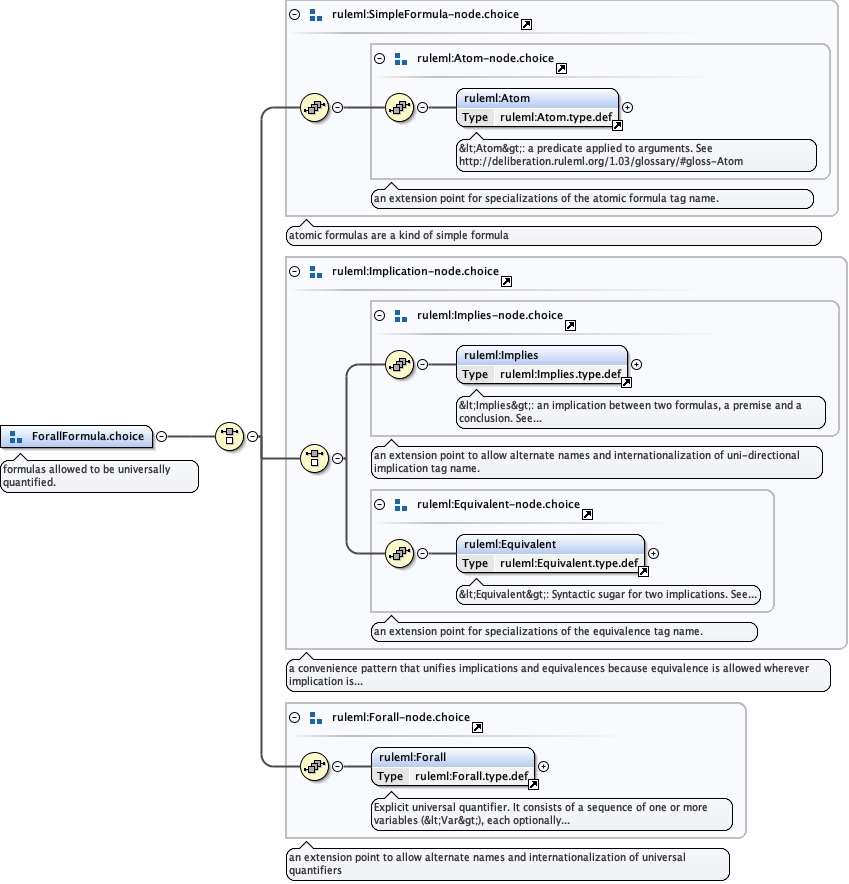 ruleml:SimpleFormula-node.choice
ruleml:Atom-node.choice
ruleml:Atom
Type ruleml:Atom.type.def
&lt;Atom&gt;: a predicate applied to arguments. See
http://deliberation.ruleml.org/1.03/glossary/#gloss-Atom
an extension point for specializations of the atomic formula tag name.
atomic formulas are a kind of simple formula
ruleml:Implication-node.choice
ruleml:Implies-node.choice
ruleml:Implies
Type ruleml:Implies.type.def
&lt;Implies&gt;: an implication between two formulas, a premise and a
conclusion. See...
ForallFormula.choice
formulas allowed to be universally
quantified.
an extension point to allow alternate names and internationalization of uni-directional
implication tag name.
ruleml:Equivalent-node.choice
ruleml:Equivalent
Type ruleml:Equivalent.type.def
&lt;Equivalent&gt;: Syntactic sugar for two implications. See...
an extension point for specializations of the equivalence tag name.
a convenience pattern that unifies implications and equivalences because equivalence is allowed wherever
implication is...
ruleml:Forall-node.choice
ruleml:Forall
Type ruleml:Forall.type.def
Explicit universal quantifier. It consists of a sequence of one or more
variables (&lt;Var&gt;), each optionally...
an extension point to allow alternate names and internationalization of universal
quantifiers